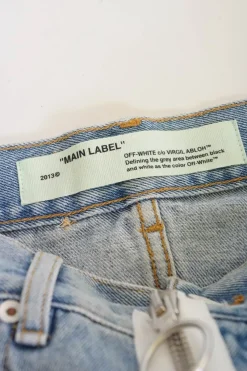 "MAIN LABEL"
2013©
OFF-WHITE c/o VIRGIL ABLOH™
Defining the grey area between black
and white as the color Off-White™